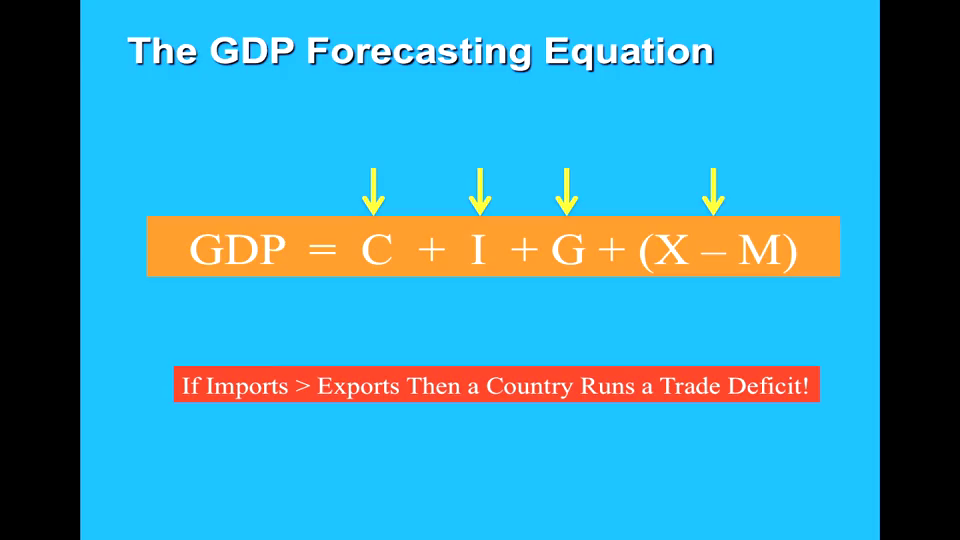 The GDP Forecasting Equation
GDP = C + I + G + (X – M)
If Imports > Exports Then a Country Runs a Trade Deficit!